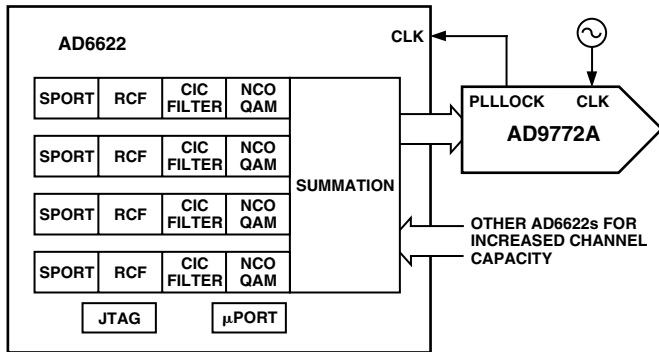 AD6622
CLK
SPORT RCF CIC FILTER NCO QAM
SPORT RCF CIC FILTER NCO QAM
SPORT RCF CIC FILTER NCO QAM
SPORT RCF CIC FILTER NCO QAM
SUMMATION
JTAG
μPORT
PLLLOCK CLK
AD9772A
OTHER AD6622s FOR
INCREASED CHANNEL
CAPACITY